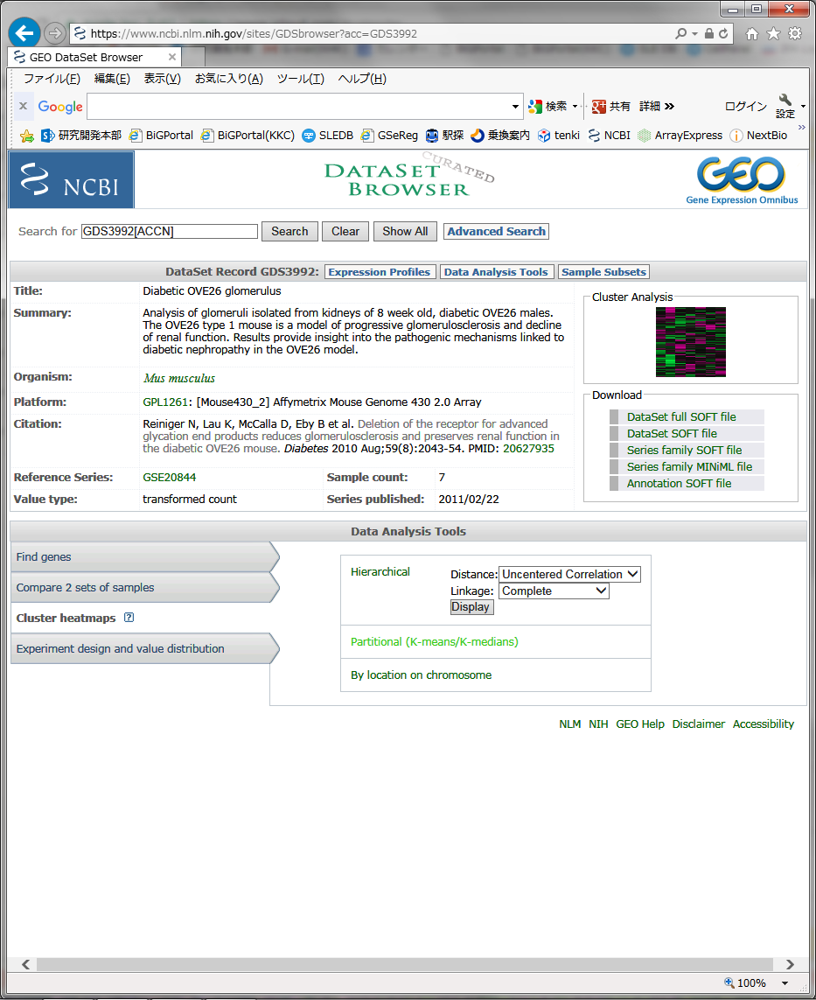 https://www.ncbi.nlm.nih.gov/sites/GDSbrowser?acc=GDS3992
GEO DataSet Browser
ファイル(F) 編集(E) 表示(V) お気に入り(A) ツール(T) ヘルプ(H)
x Google 検索 共有 詳細 ログイン 設定
研究開発本部 BiGPortal BiGPortal(KKC) SLEDB GSeReg 駅探 乗換案内 tenki NCBI ArrayExpress NextBio
NCBI
DATASET BROWSER
CURATED
GEO
Gene Expression Omnibus
Search for GDS3992[ACCN] Search Clear Show All Advanced Search
DataSet Record GDS3992: Expression Profiles Data Analysis Tools Sample Subsets
Title: Diabetic OVE26 glomerulus
Summary: Analysis of glomeruli isolated from kidneys of 8 week old, diabetic OVE26 males.
The OVE26 type 1 mouse is a model of progressive glomerulosclerosis and decline
of renal function. Results provide insight into the pathogenic mechanisms linked to
diabetic nephropathy in the OVE26 model.
Organism: Mus musculus
Platform: GPL1261: [Mouse430_2] Affymetrix Mouse Genome 430 2.0 Array
Citation: Reiniger N, Lau K, McCalla D, Eby B et al. Deletion of the receptor for advanced
glycation end products reduces glomerulosclerosis and preserves renal function in
the diabetic OVE26 mouse. Diabetes 2010 Aug;59(8):2043-54. PMID: 20627935
Reference Series: GSE20844 Sample count: 7
Value type: transformed count Series published: 2011/02/22
Cluster Analysis
Download
DataSet full SOFT file
DataSet SOFT file
Series family SOFT file
Series family MINiML file
Annotation SOFT file
Data Analysis Tools
Find genes
Compare 2 sets of samples
Cluster heatmaps ?
Experiment design and value distribution
Hierarchical Distance: Uncentered Correlation
Linkage: Complete
Display
Partitional (K-means/K-medians)
By location on chromosome
NLM NIH GEO Help Disclaimer Accessibility
100%